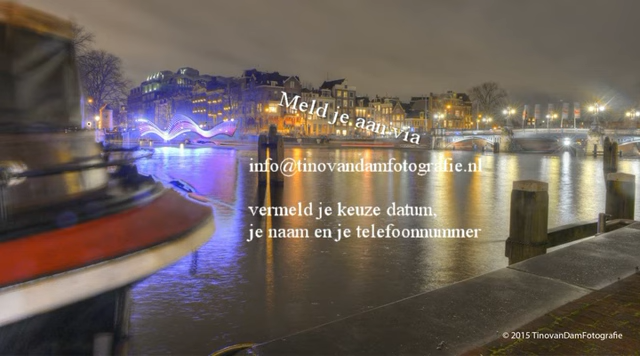 Meld je aan via
info@tinovandamfotografie.nl
vermeld je keuze datum,
je naam en je telefoonnummer
© 2015 TinovanDamFotografie